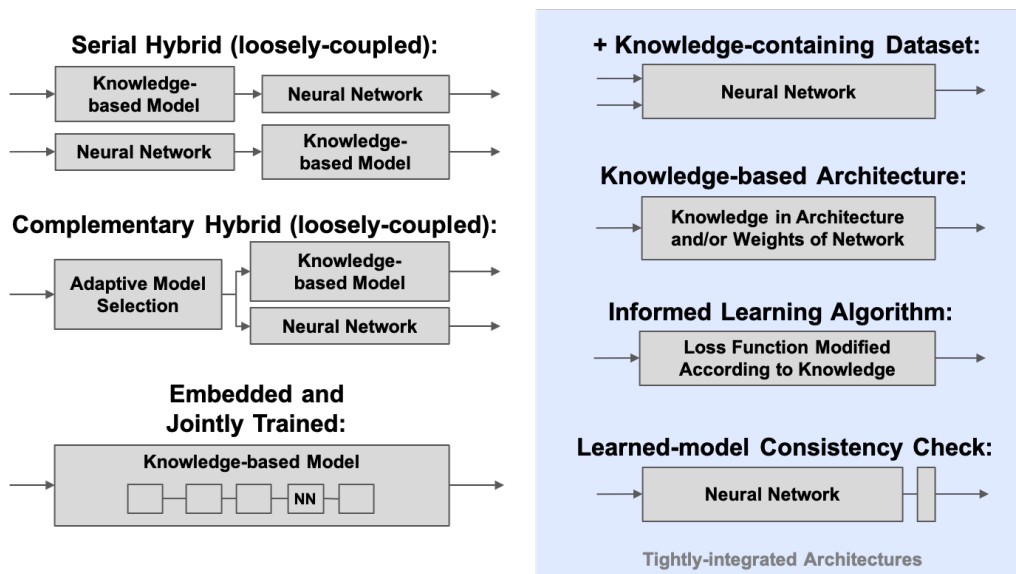 Serial Hybrid (loosely-coupled):
Knowledge-
based Model
Neural Network
Neural Network
Knowledge-
based Model
Complementary Hybrid (loosely-coupled):
Adaptive Model
Selection
Knowledge-
based Model
Neural Network
Embedded and
Jointly Trained:
Knowledge-based Model
NN
+ Knowledge-containing Dataset:
Neural Network
Knowledge-based Architecture:
Knowledge in Architecture
and/or Weights of Network
Informed Learning Algorithm:
Loss Function Modified
According to Knowledge
Learned-model Consistency Check:
Neural Network
Tightly-integrated Architectures